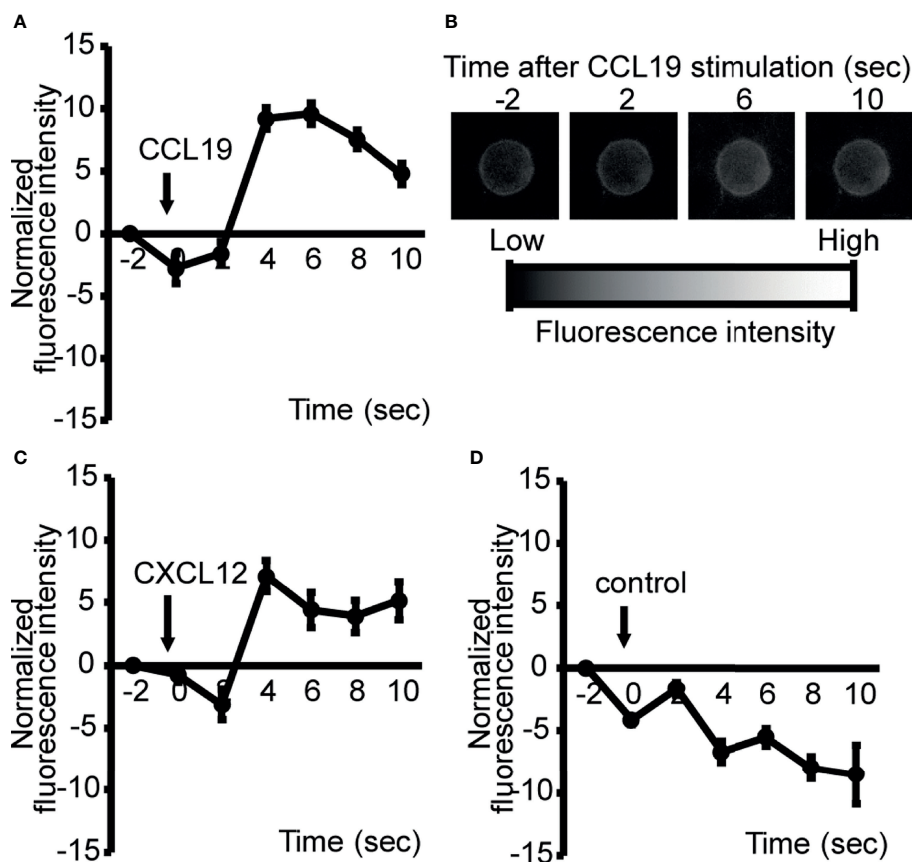 A
Normalized
fluorescence intensity
15
10
5
0
-5
-10
-15
CCL19
-2 0 2 4 6 8 10
Time (sec)
B
Time after CCL19 stimulation (sec)
-2 2 6 10
Low High
Fluorescence intensity
C
Normalized
fluorescence intensity
15
10
5
0
-5
-10
-15
CXCL12
-2 0 2 4 6 8 10
Time (sec)
D
Normalized
fluorescence intensity
15
10
5
0
-5
-10
-15
control
-2 0 2 4 6 8 10
Time (sec)